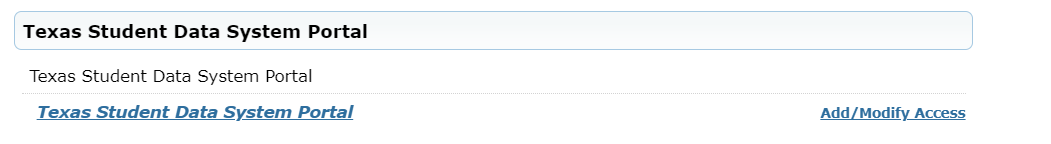 Texas Student Data System Portal
Texas Student Data System Portal
Texas Student Data System Portal Add/Modify Access